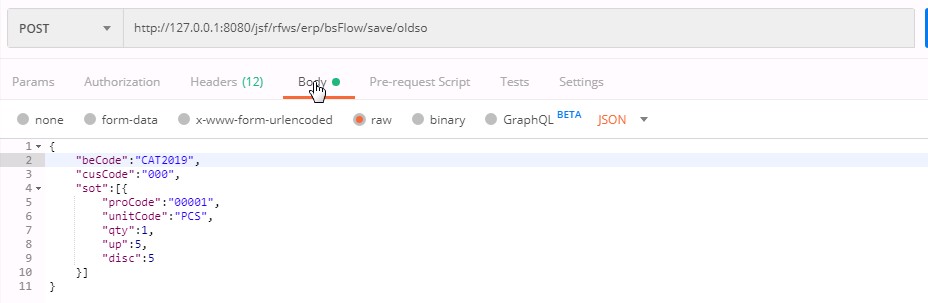 POST http://127.0.0.1:8080/jsf/rfws/erp/bsFlow/save/oldso
Params Authorization Headers (12) Body Pre-request Script Tests Settings
none form-data x-www-form-urlencoded raw binary GraphQL BETA JSON
1 {
2 "beCode":"CAT2019",
3 "cusCode":"000",
4 "sot":[{
5 "proCode":"00001",
6 "unitCode":"PCS",
7 "qty":1,
8 "up":5,
9 "disc":5
10 }]
11 }